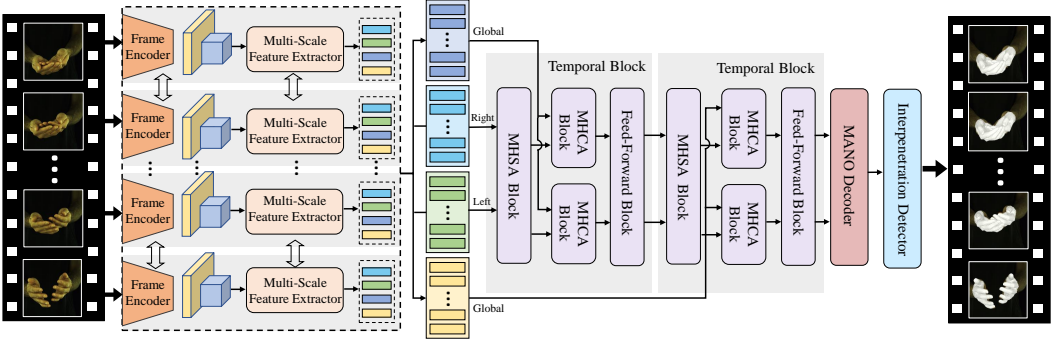 Frame
Encoder
Multi-Scale
Feature Extractor
Frame
Encoder
Multi-Scale
Feature Extractor
Frame
Encoder
Multi-Scale
Feature Extractor
Frame
Encoder
Multi-Scale
Feature Extractor
Global
Right
Left
Global
Temporal Block
MHSA Block
MHCA
Block
MHCA
Block
Feed-Forward Block
Temporal Block
MHSA Block
MHCA
Block
MHCA
Block
Feed-Forward Block
MANO Decoder
Interpenetration Detector